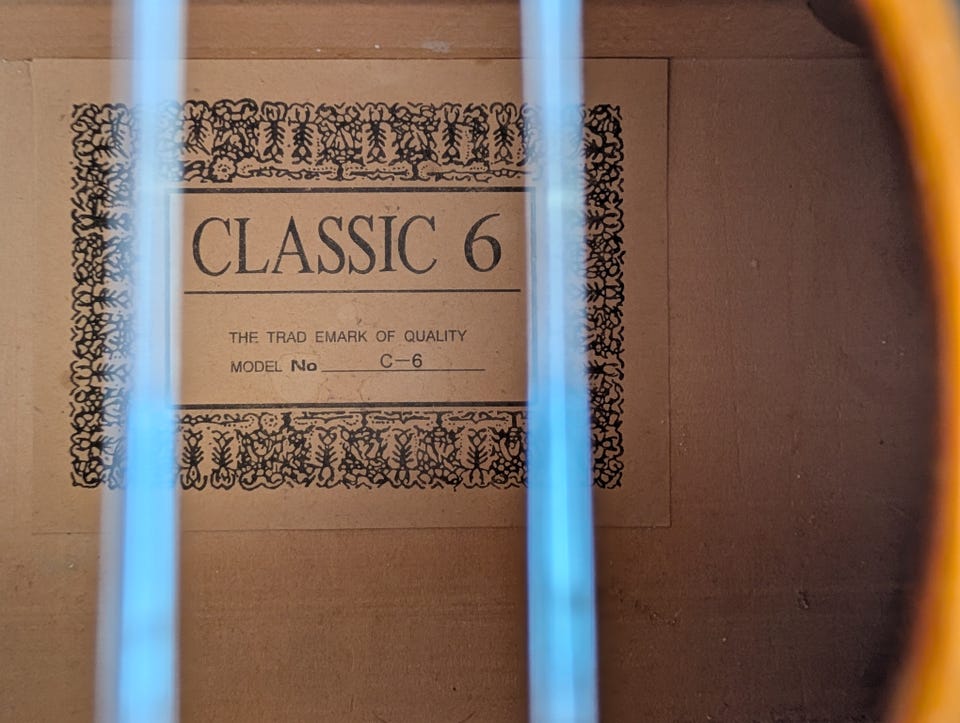 CLASSIC 6
THE TRAD EMARK OF QUALITY
MODEL No C-6